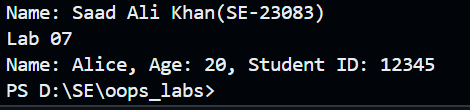 Name: Saad Ali Khan(SE-23083)
Lab 07
Name: Alice, Age: 20, Student ID: 12345
PS D:\SE\oops_labs>